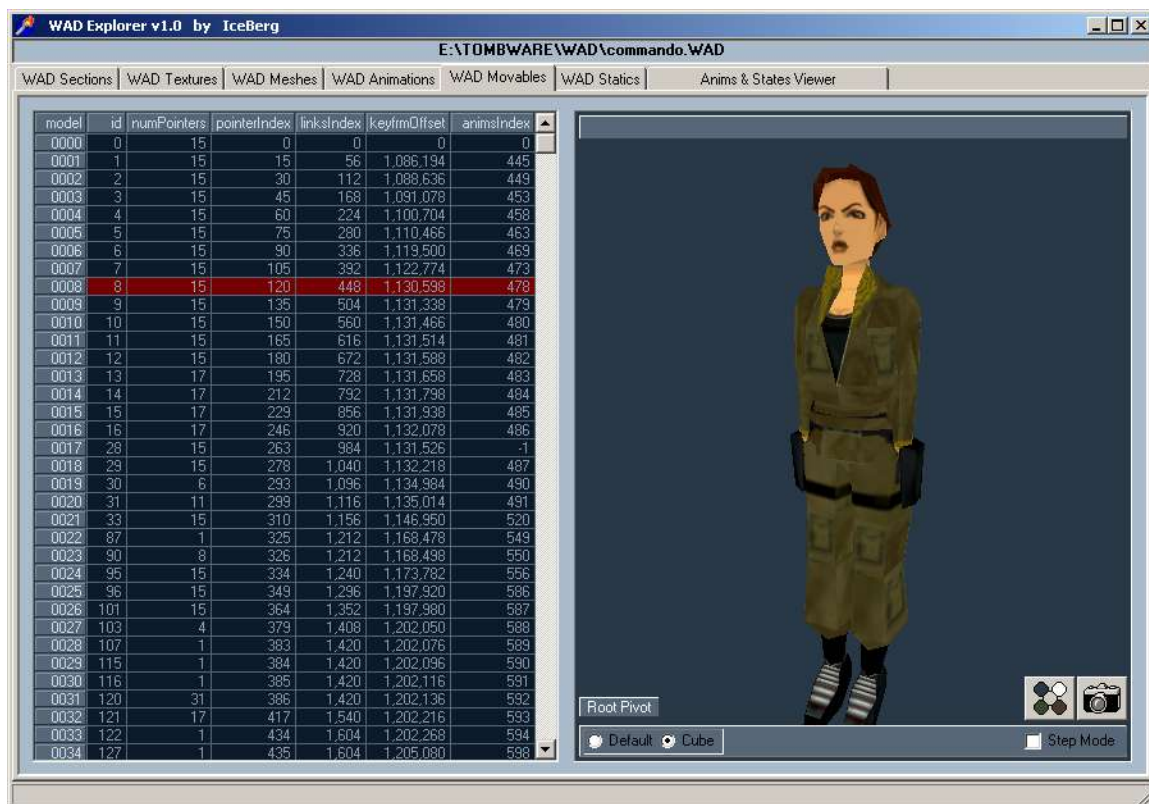 WAD Explorer v1.0 by IceBerg
E:\TOMBWARE\WAD\commando.WAD
WAD Sections WAD Textures WAD Meshes WAD Animations WAD Movables WAD Statics Anims & States Viewer
model id numPointers pointerIndex linksIndex keyfrmOffset animsIndex
0000 0 15 0 0 0 0
0001 1 15 15 56 1,086,194 445
0002 2 15 30 112 1,088,636 449
0003 3 15 45 168 1,091,078 453
0004 4 15 60 224 1,100,704 458
0005 5 15 75 280 1,110,466 463
0006 6 15 90 336 1,119,500 469
0007 7 15 105 392 1,122,774 473
0008 8 15 120 448 1,130,598 478
0009 9 15 135 504 1,131,338 479
0010 10 15 150 560 1,131,466 480
0011 11 15 165 616 1,131,514 481
0012 12 15 180 672 1,131,588 482
0013 13 17 195 728 1,131,658 483
0014 14 17 212 792 1,131,798 484
0015 15 17 229 856 1,131,938 485
0016 16 17 246 920 1,132,078 486
0017 28 15 263 984 1,131,526 -1
0018 29 15 278 1,040 1,132,218 487
0019 30 6 293 1,096 1,134,984 490
0020 31 11 299 1,116 1,135,014 491
0021 33 15 310 1,156 1,146,950 520
0022 87 1 325 1,212 1,168,478 549
0023 90 8 326 1,212 1,168,498 550
0024 95 15 334 1,240 1,173,782 556
0025 96 15 349 1,296 1,197,920 586
0026 101 15 364 1,352 1,197,980 587
0027 103 4 379 1,408 1,202,050 588
0028 107 1 383 1,420 1,202,076 589
0029 115 1 384 1,420 1,202,096 590
0030 116 1 385 1,420 1,202,116 591
0031 120 31 386 1,420 1,202,136 592
0032 121 17 417 1,540 1,202,216 593
0033 122 1 434 1,604 1,202,268 594
0034 127 1 435 1,604 1,205,080 598
Root Pivot
Default Cube Step Mode